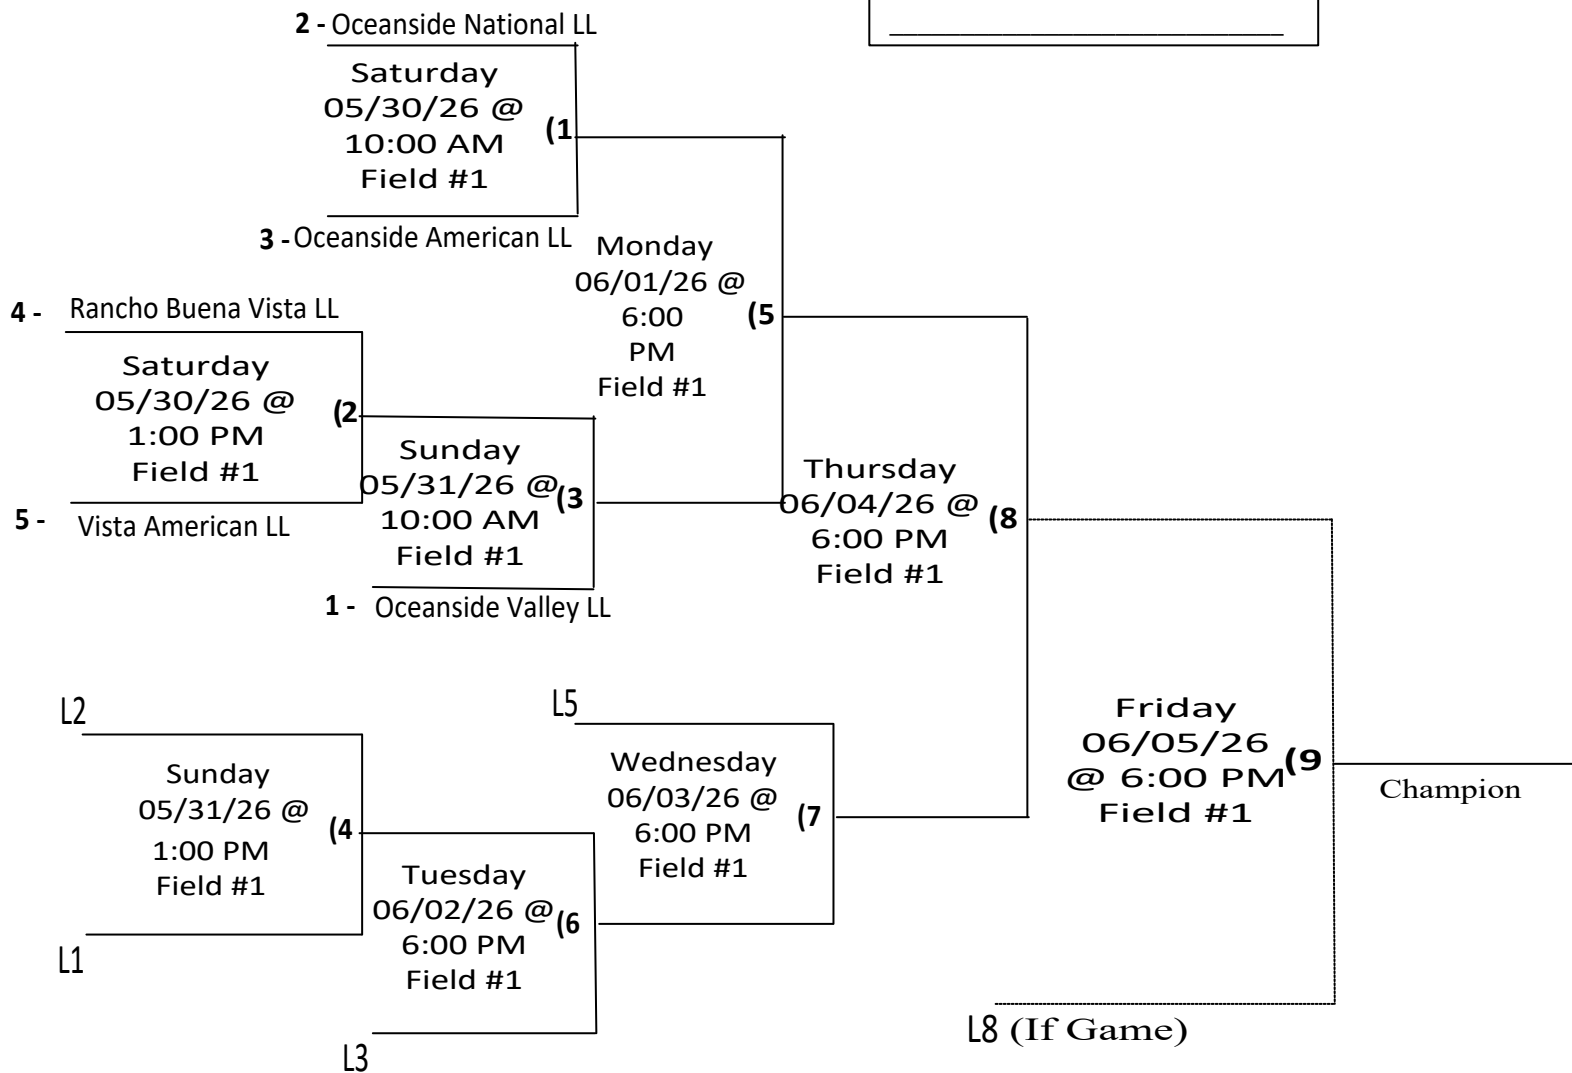 2 - Oceanside National LL
Saturday
05/30/26 @
10:00 AM
Field #1
(1
3 - Oceanside American LL
Monday
06/01/26 @
6:00
PM
Field #1
(5
4 - Rancho Buena Vista LL
Saturday
05/30/26 @
1:00 PM
Field #1
(2
5 - Vista American LL
Sunday
05/31/26 @
10:00 AM
Field #1
(3
1 - Oceanside Valley LL
Thursday
06/04/26 @
6:00 PM
Field #1
(8
L2
Sunday
05/31/26 @
1:00 PM
Field #1
(4
L1
L5
Wednesday
06/03/26 @
6:00 PM
Field #1
(7
Tuesday
06/02/26 @
6:00 PM
Field #1
(6
L3
Friday
06/05/26
@ 6:00 PM
Field #1
(9
Champion
L8 (If Game)